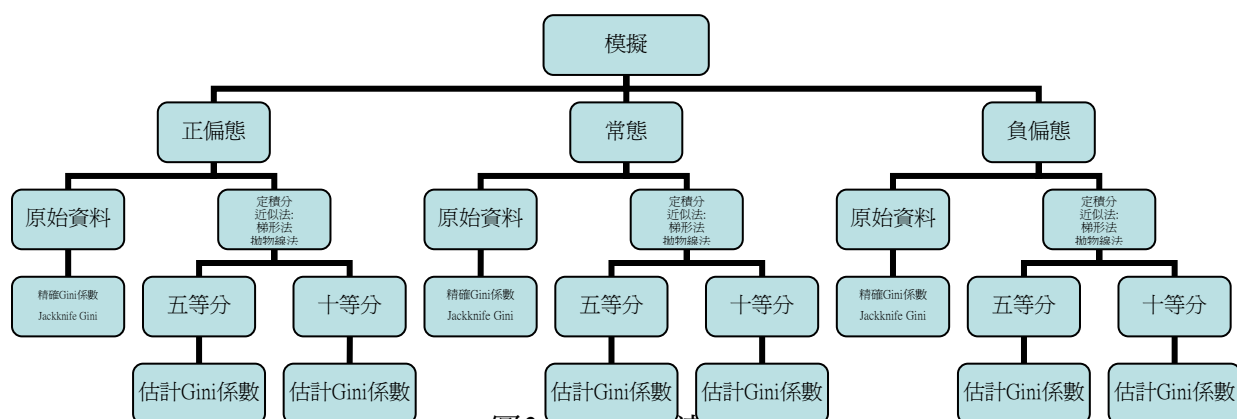 模擬
正偏態
常態
負偏態
原始資料
定積分
近似法:
梯形法
拋物線法
原始資料
定積分
近似法:
梯形法
拋物線法
原始資料
定積分
近似法:
梯形法
拋物線法
精確Gini係數
Jackknife Gini
五等分
十等分
精確Gini係數
Jackknife Gini
五等分
十等分
精確Gini係數
Jackknife Gini
五等分
十等分
估計Gini係數
估計Gini係數
估計Gini係數
估計Gini係數
估計Gini係數
估計Gini係數